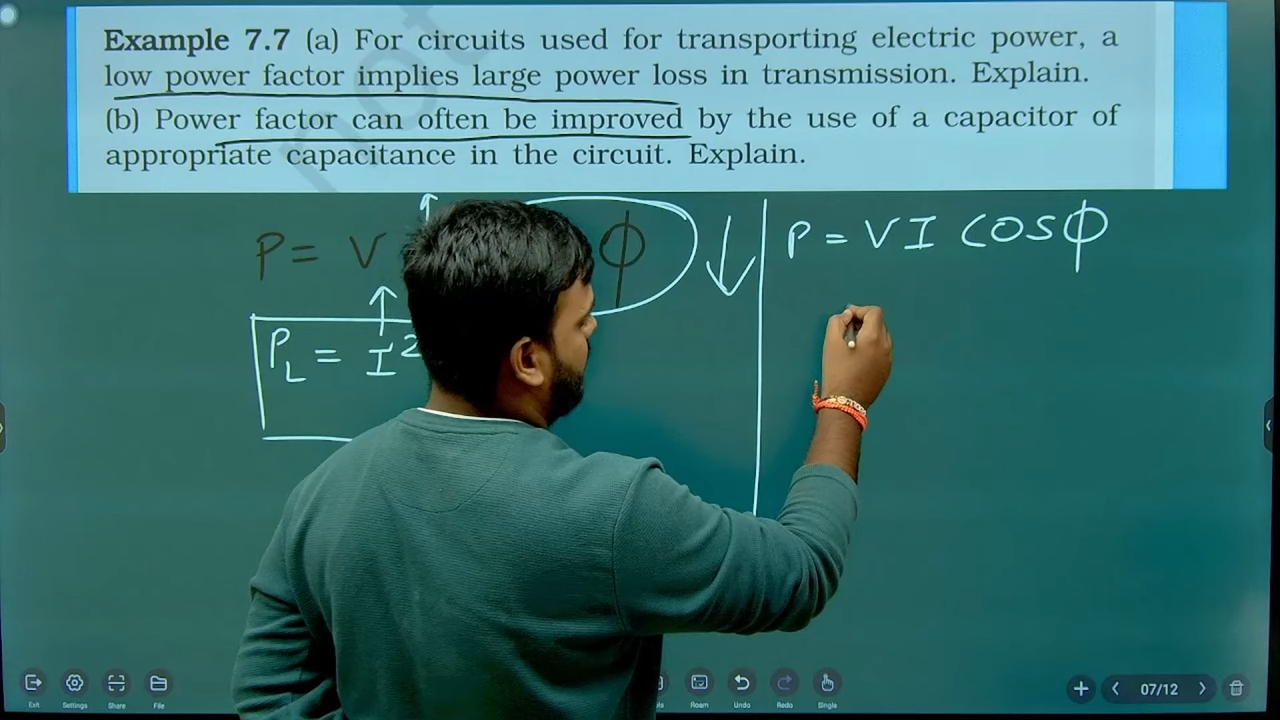 Example 7.7 (a) For circuits used for transporting electric power, a
low power factor implies large power loss in transmission. Explain.
(b) Power factor can often be improved by the use of a capacitor of
appropriate capacitance in the circuit. Explain.
not
P = V ϕ
P_L = I²
P = V I cosϕ
Exit Settings Share File Roam Undo Redo Single
07/12